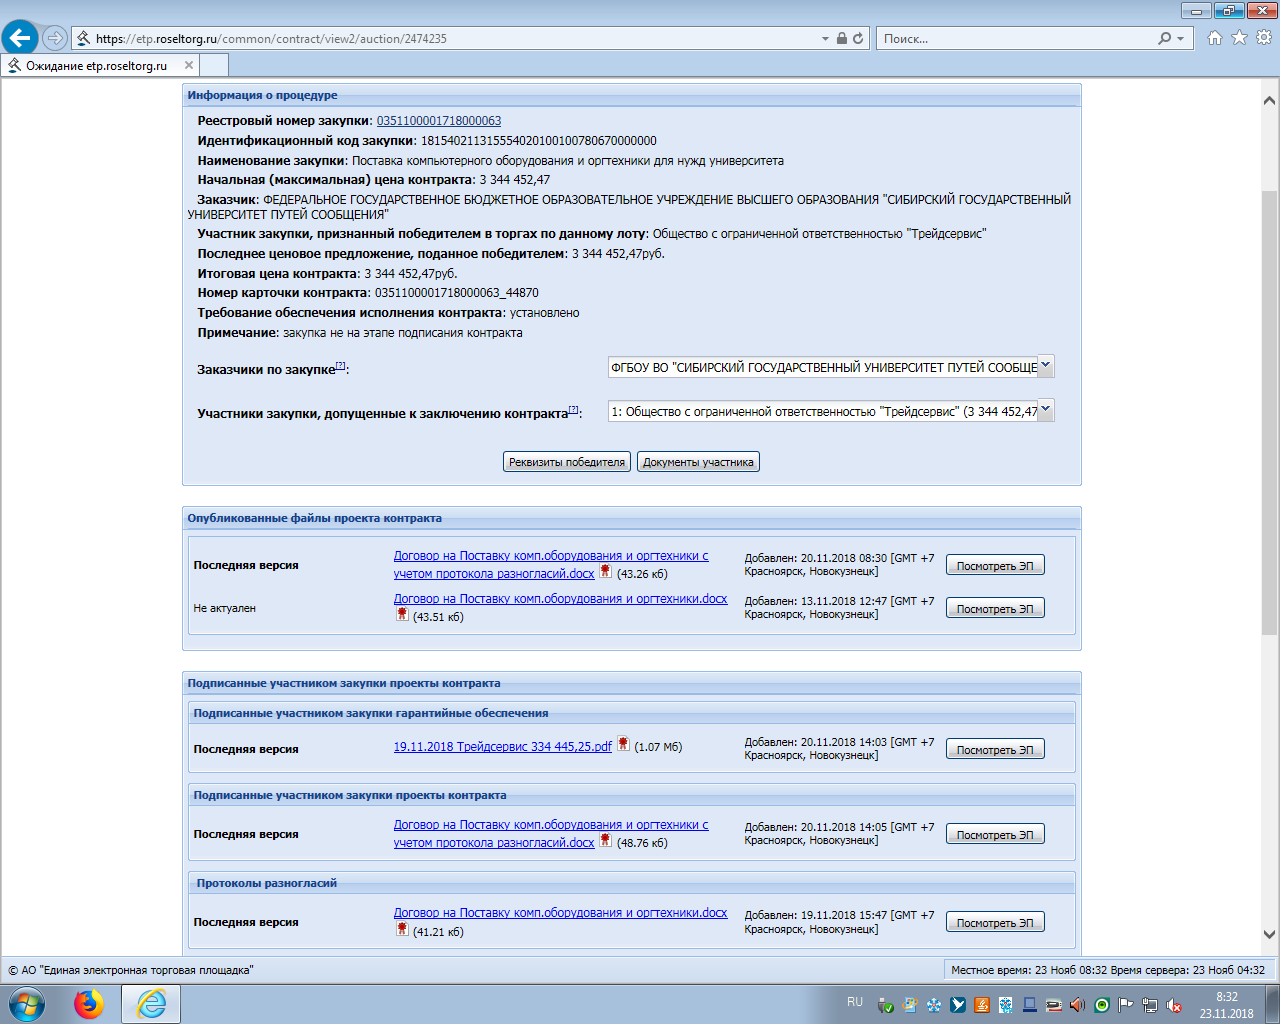 https://etp.roseltorg.ru/common/contract/view2/auction/2474235
Поиск...
Ожидание etp.roseltorg.ru
Информация о процедуре
Реестровый номер закупки: 0351100001718000063
Идентификационный код закупки: 181540211315554020100100780670000000
Наименование закупки: Поставка компьютерного оборудования и оргтехники для нужд университета
Начальная (максимальная) цена контракта: 3 344 452,47
Заказчик: ФЕДЕРАЛЬНОЕ ГОСУДАРСТВЕННОЕ БЮДЖЕТНОЕ ОБРАЗОВАТЕЛЬНОЕ УЧРЕЖДЕНИЕ ВЫСШЕГО ОБРАЗОВАНИЯ "СИБИРСКИЙ ГОСУДАРСТВЕННЫЙ
УНИВЕРСИТЕТ ПУТЕЙ СООБЩЕНИЯ"
Участник закупки, признанный победителем в торгах по данному лоту: Общество с ограниченной ответственностью "Трейдсервис"
Последнее ценовое предложение, поданное победителем: 3 344 452,47руб.
Итоговая цена контракта: 3 344 452,47руб.
Номер карточки контракта: 0351100001718000063_44870
Требование обеспечения исполнения контракта: установлено
Примечание: закупка не на этапе подписания контракта
Заказчики по закупке[?]: ФГБОУ ВО "СИБИРСКИЙ ГОСУДАРСТВЕННЫЙ УНИВЕРСИТЕТ ПУТЕЙ СООБЩЕ
Участники закупки, допущенные к заключению контракта[?]: 1: Общество с ограниченной ответственностью "Трейдсервис" (3 344 452,47
Реквизиты победителя Документы участника
Опубликованные файлы проекта контракта
Последняя версия
Договор на Поставку комп.оборудования и оргтехники с
учетом протокола разногласий.docx (43.26 кб)
Добавлен: 20.11.2018 08:30 [GMT +7
Красноярск, Новокузнецк]
Посмотреть ЭП
Не актуален
Договор на Поставку комп.оборудования и оргтехники.docx
(43.51 кб)
Добавлен: 13.11.2018 12:47 [GMT +7
Красноярск, Новокузнецк]
Посмотреть ЭП
Подписанные участником закупки проекты контракта
Подписанные участником закупки гарантийные обеспечения
Последняя версия
19.11.2018 Трейдсервис 334 445,25.pdf (1.07 Мб)
Добавлен: 20.11.2018 14:03 [GMT +7
Красноярск, Новокузнецк]
Посмотреть ЭП
Подписанные участником закупки проекты контракта
Последняя версия
Договор на Поставку комп.оборудования и оргтехники с
учетом протокола разногласий.docx (48.76 кб)
Добавлен: 20.11.2018 14:05 [GMT +7
Красноярск, Новокузнецк]
Посмотреть ЭП
Протоколы разногласий
Последняя версия
Договор на Поставку комп.оборудования и оргтехники.docx
(41.21 кб)
Добавлен: 19.11.2018 15:47 [GMT +7
Красноярск, Новокузнецк]
Посмотреть ЭП
© АО "Единая электронная торговая площадка"
Местное время: 23 Нояб 08:32 Время сервера: 23 Нояб 04:32
RU
8:32
23.11.2018